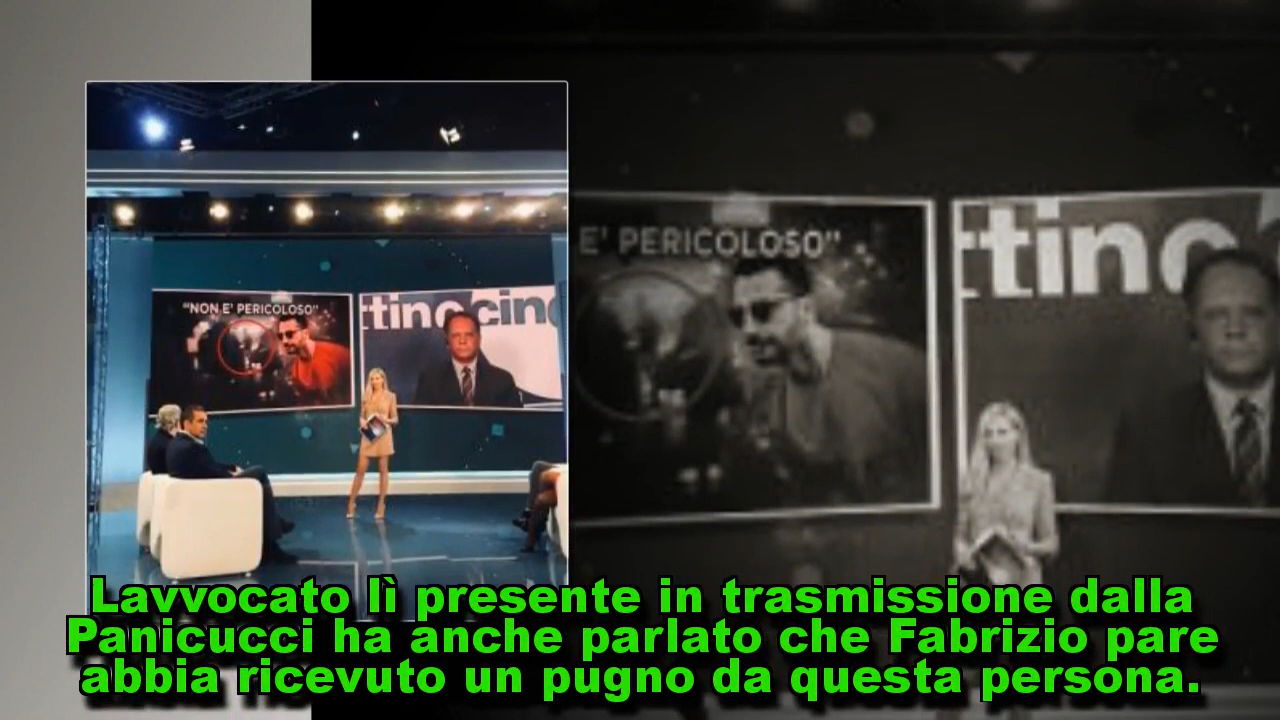 "NON E' PERICOLOSO"
ttino cinq
E' PERICOLOSO"
ttino
Lavvocato lì presente in trasmissione dalla
Panicucci ha anche parlato che Fabrizio pare
abbia ricevuto un pugno da questa persona.